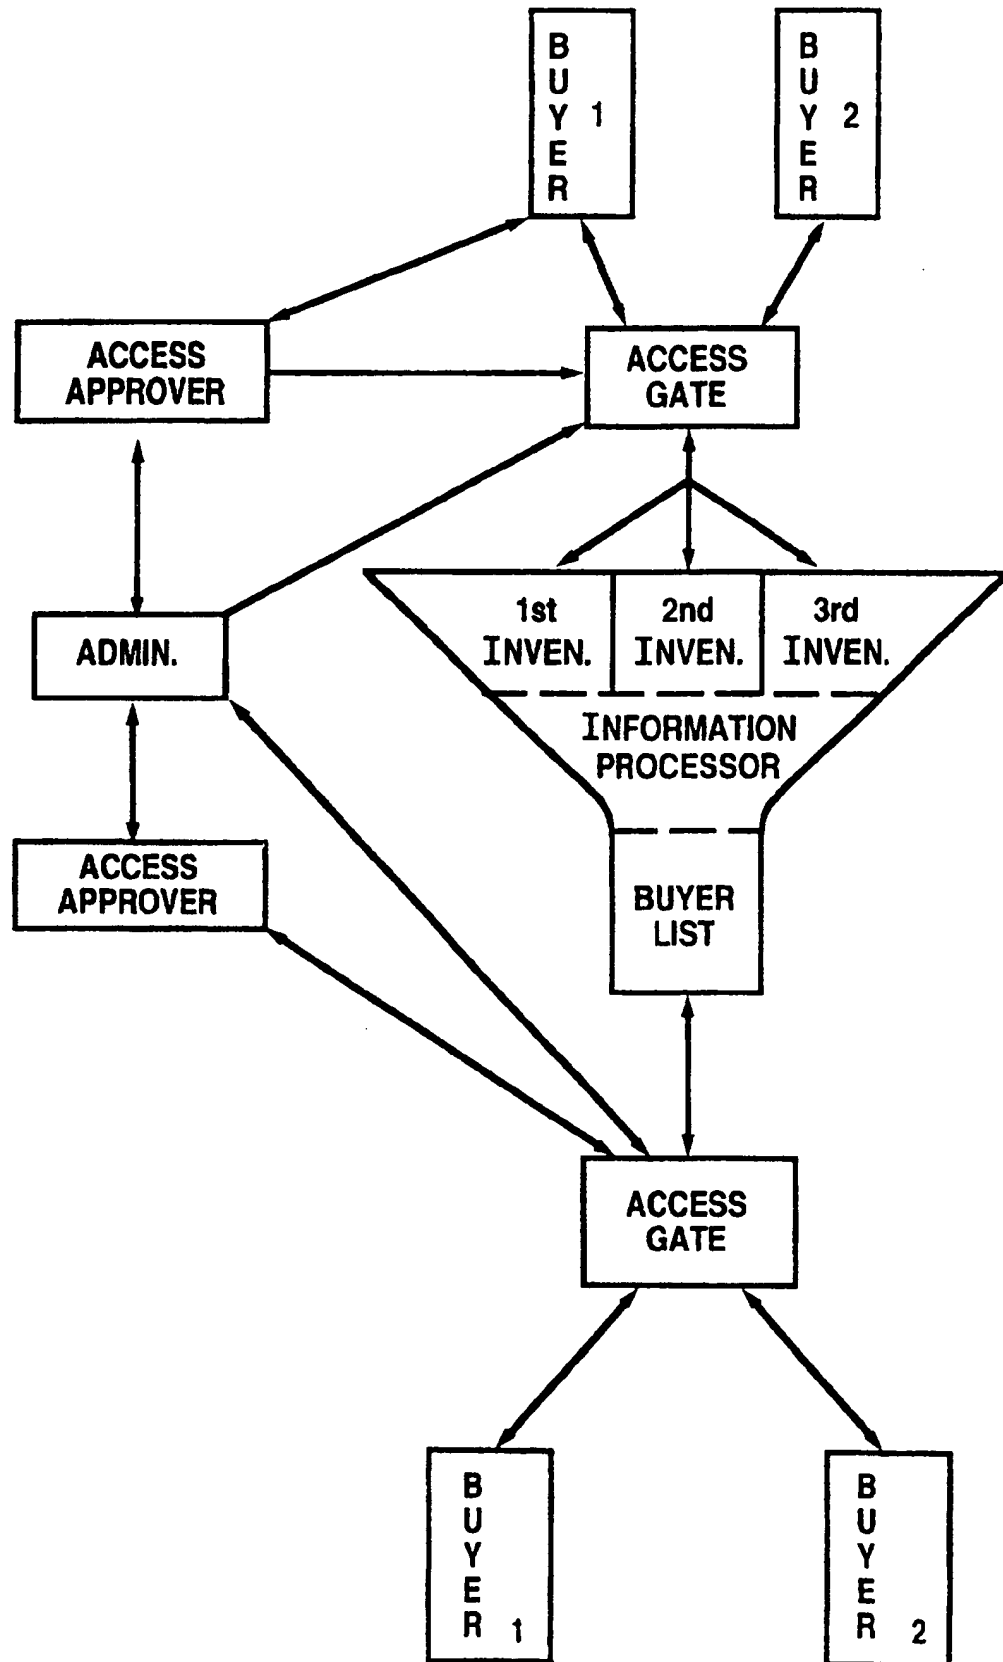 BUYER 1
BUYER 2
ACCESS
APPROVER
ACCESS
GATE
ADMIN.
1st
INVEN.
2nd
INVEN.
3rd
INVEN.
INFORMATION
PROCESSOR
ACCESS
APPROVER
BUYER
LIST
ACCESS
GATE
BUYER 1
BUYER 2